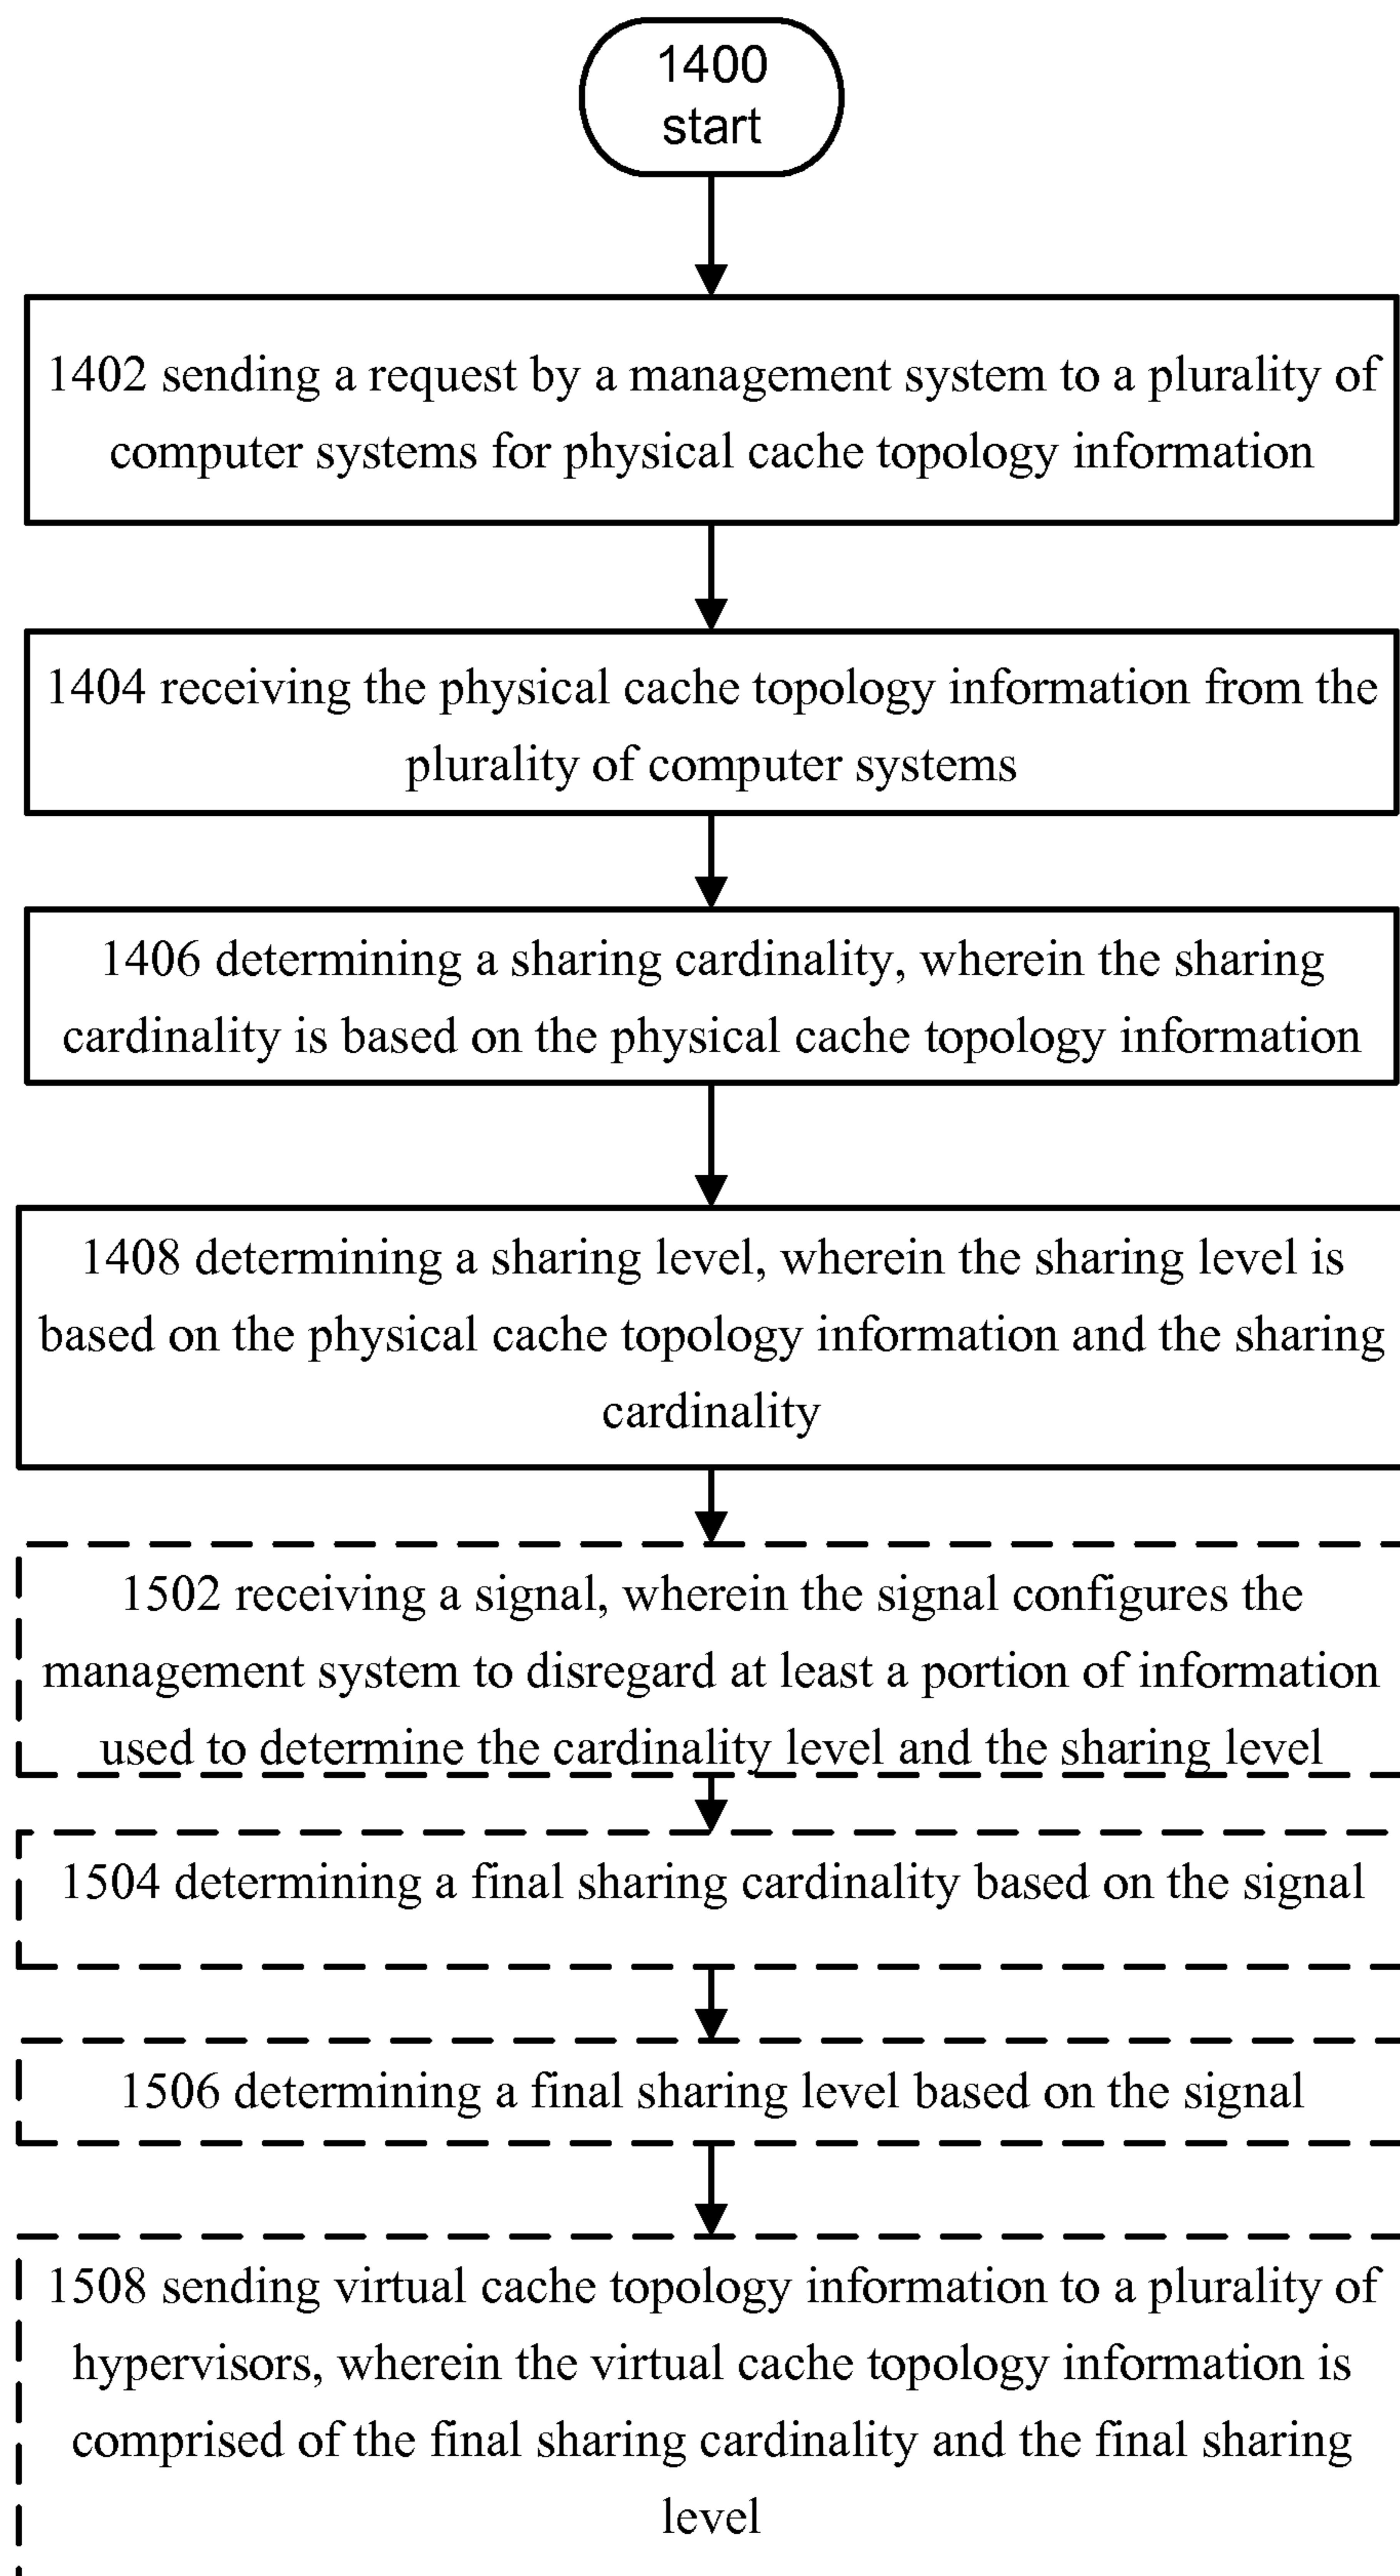 1400
start
1402 sending a request by a management system to a plurality of
computer systems for physical cache topology information
1404 receiving the physical cache topology information from the
plurality of computer systems
1406 determining a sharing cardinality, wherein the sharing
cardinality is based on the physical cache topology information
1408 determining a sharing level, wherein the sharing level is
based on the physical cache topology information and the sharing
cardinality
1502 receiving a signal, wherein the signal configures the
management system to disregard at least a portion of information
used to determine the cardinality level and the sharing level
1504 determining a final sharing cardinality based on the signal
1506 determining a final sharing level based on the signal
1508 sending virtual cache topology information to a plurality of
hypervisors, wherein the virtual cache topology information is
comprised of the final sharing cardinality and the final sharing
level